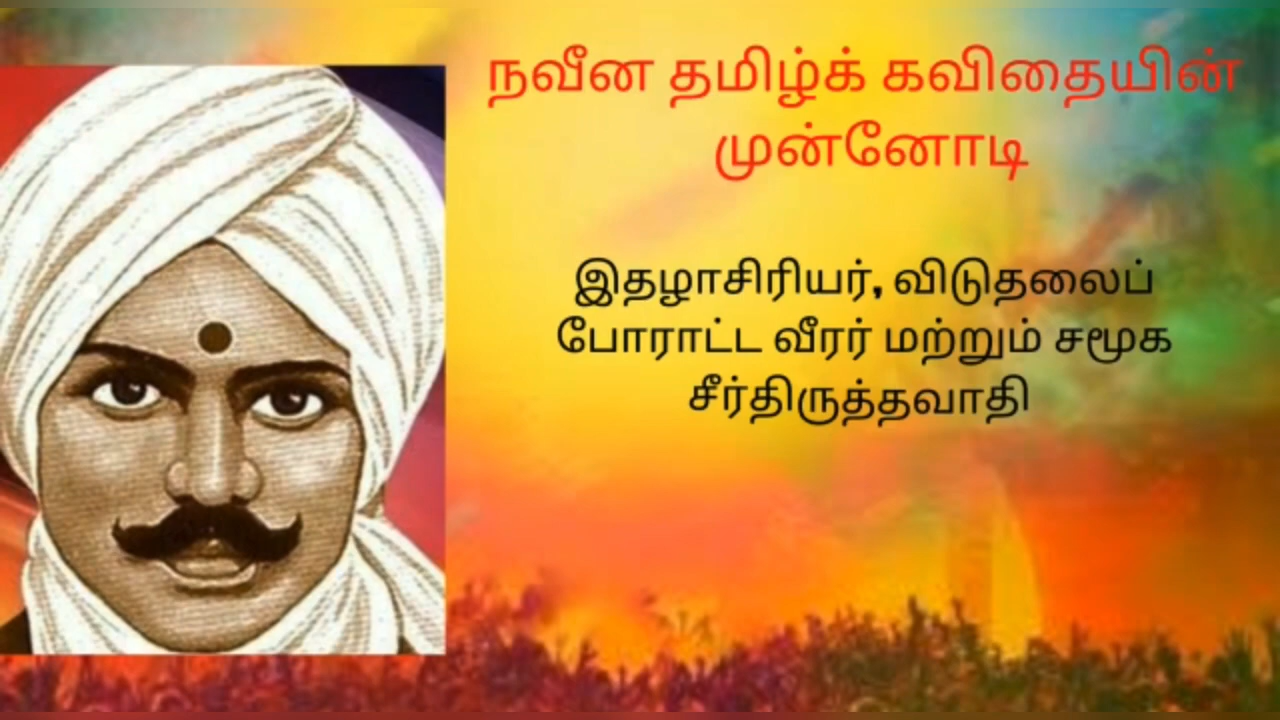 நவீன தமிழ்க் கவிதையின்
முன்னோடி
இதழாசிரியர், விடுதலைப்
போராட்ட வீரர் மற்றும் சமூக
சீர்திருத்தவாதி